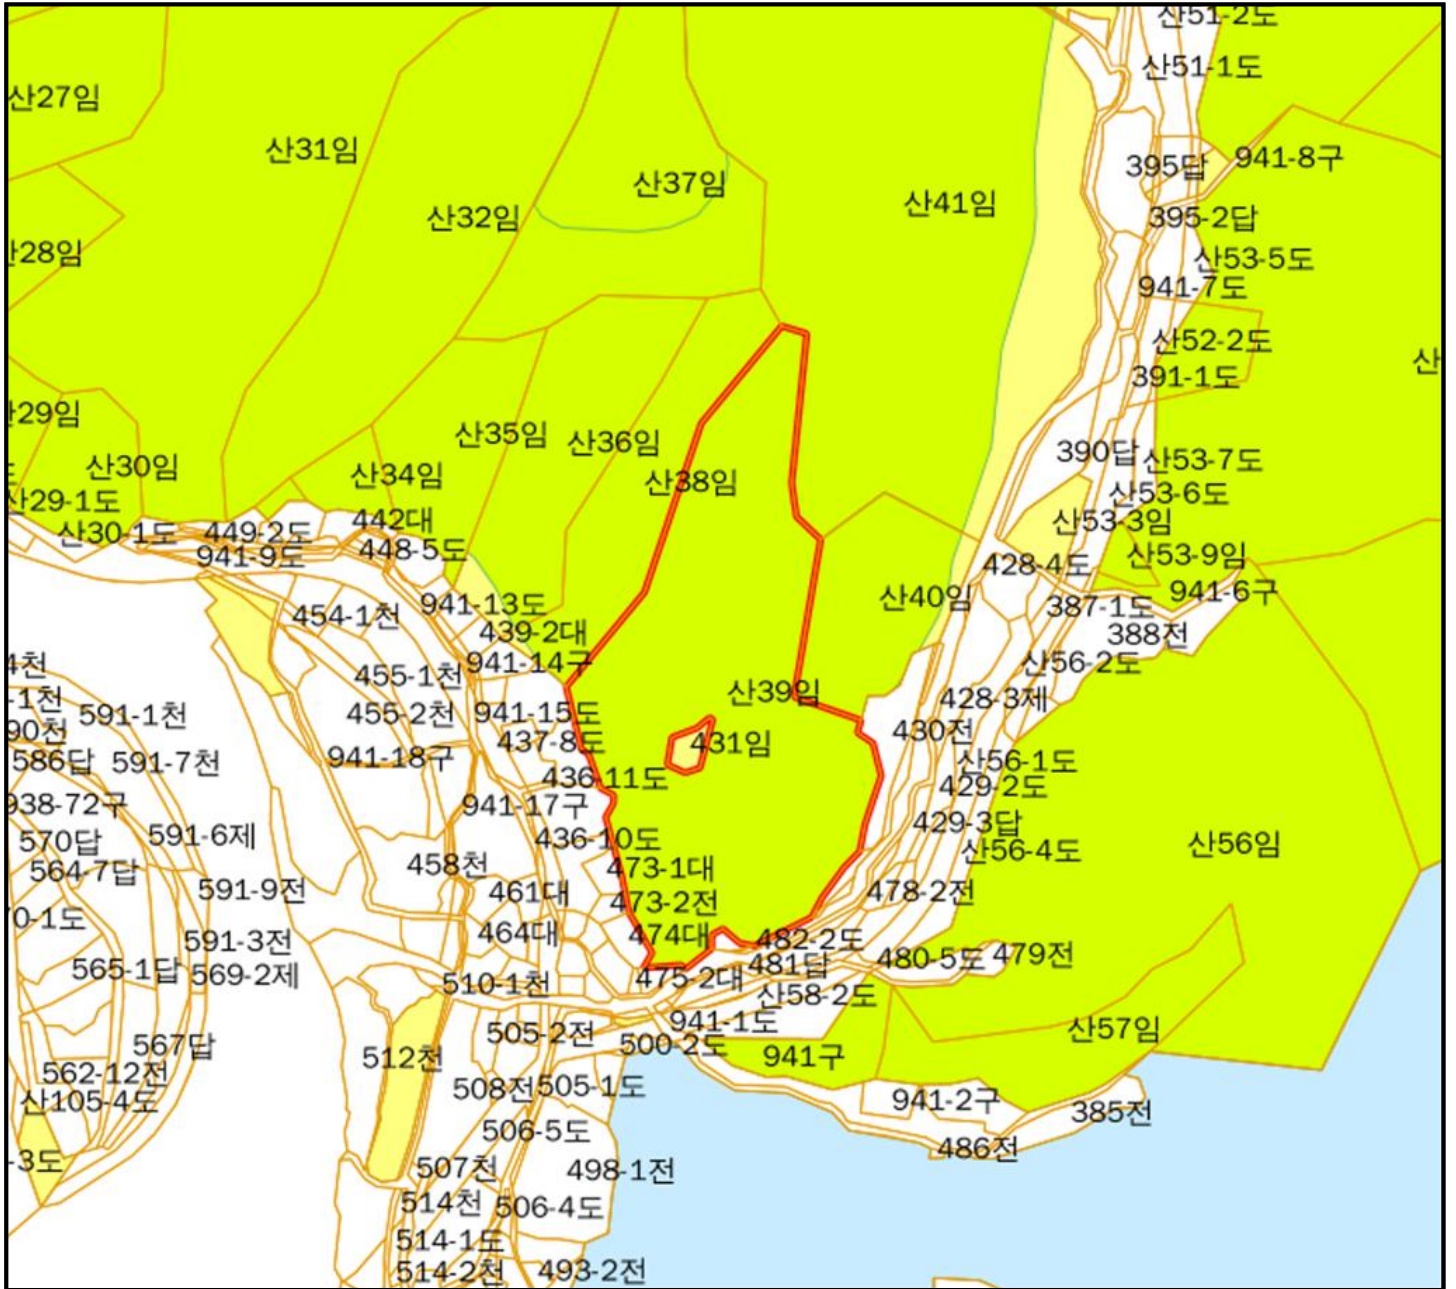 산51-2도
산51-1도
산27임
산31임
395답
941-8구
산37임
산32임
산41임
395-2답
28임
산53-5도
941-7도
산52-2도
391-1도
산
29임
산35임
산36임
390답
산53-7도
산30임
산34임
산38임
산53-6도
산29-1도
442대
산53-3임
산30-1도
449-2도
941-9도
448-5도
산53-9임
428-4도
941-6구
산40임
387-1도
941-13도
454-1천
439-2대
388전
4천
941-14구
산56-2도
455-1천
산39임
-1천
428-3제
591-1천
455-2천
941-15도
90천
430전
437-8도
431임
586답
591-7천
941-18구
산56-1도
436-11도
429-2도
938-72구
941-17구
429-3답
570답
591-6제
436-10도
산56-4도
산56임
564-7답
458천
473-1대
591-9전
461대
473-2전
478-2전
0-1도
591-3전
464대
474대
482-2도
480-5도
479전
565-1답
569-2제
510-1천
475-2대
481답
산58-2도
941-1도
산57임
567답
505-2전
500-2도
512천
941구
562-12전
508전
505-1도
산105-4도
941-2구
385전
506-5도
486전
-3도
507천
498-1전
514천
506-4도
514-1도
514-2천
493-2전